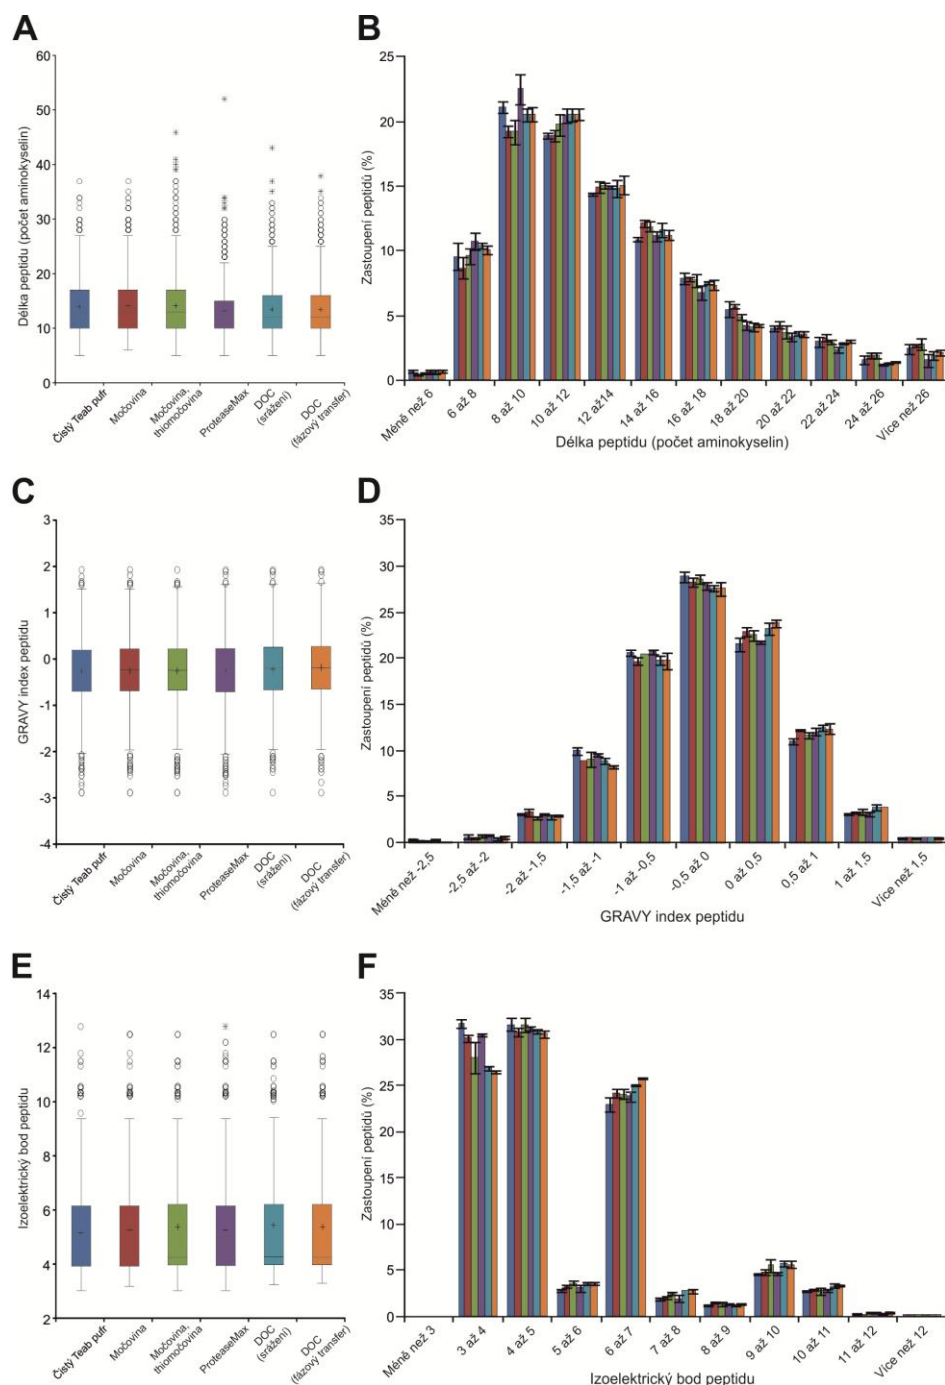 A
Délka peptidu (počet aminokyselin)
60
50
40
30
20
10
0
Čistý Teab pufr
Močovina
Močovina,
thiomočovina
ProteaseMax
DOC
(srážení)
DOC
(fázový transfer)
B
Zastoupení peptidů (%)
25
20
15
10
5
0
Méně než 6
6 až 8
8 až 10
10 až 12
12 až14
14 až 16
16 až 18
18 až 20
20 až 22
22 až 24
24 až 26
Více než 26
Délka peptidu (počet aminokyselin)
C
GRAVY index peptidu
3
2
1
0
-1
-2
-3
-4
Čistý Teab pufr
Močovina
Močovina,
thiomočovina
ProteaseMax
DOC
(srážení)
DOC
(fázový transfer)
D
Zastoupení peptidů (%)
35
30
25
20
15
10
5
0
Méně než -2,5
-2,5 až -2
-2 až -1,5
-1,5 až -1
-1 až -0,5
-0,5 až 0
0 až 0,5
0,5 až 1
1 až 1,5
Více než 1,5
GRAVY index peptidu
E
Izoelektrický bod peptidu
14
12
10
8
6
4
2
Čistý Teab pufr
Močovina
Močovina,
thiomočovina
ProteaseMax
DOC
(srážení)
DOC
(fázový transfer)
F
Zastoupení peptidů (%)
35
30
25
20
15
10
5
0
Méně než 3
3 až 4
4 až 5
5 až 6
6 až 7
7 až 8
8 až 9
9 až 10
10 až 11
11 až 12
Více než 12
Izoelektrický bod peptidu